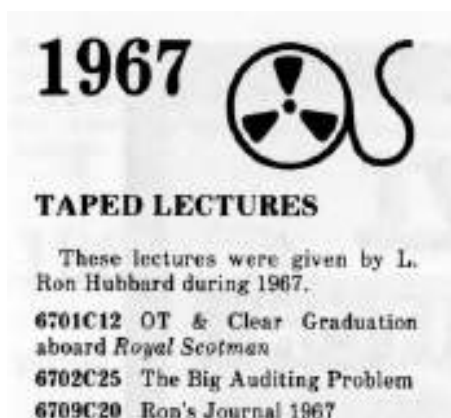 1967
TAPED LECTURES
These lectures were given by L.
Ron Hubbard during 1967.
6701C12 OT & Clear Graduation
aboard Royal Scotman
6702C25 The Big Auditing Problem
6709C20 Ron's Journal 1967